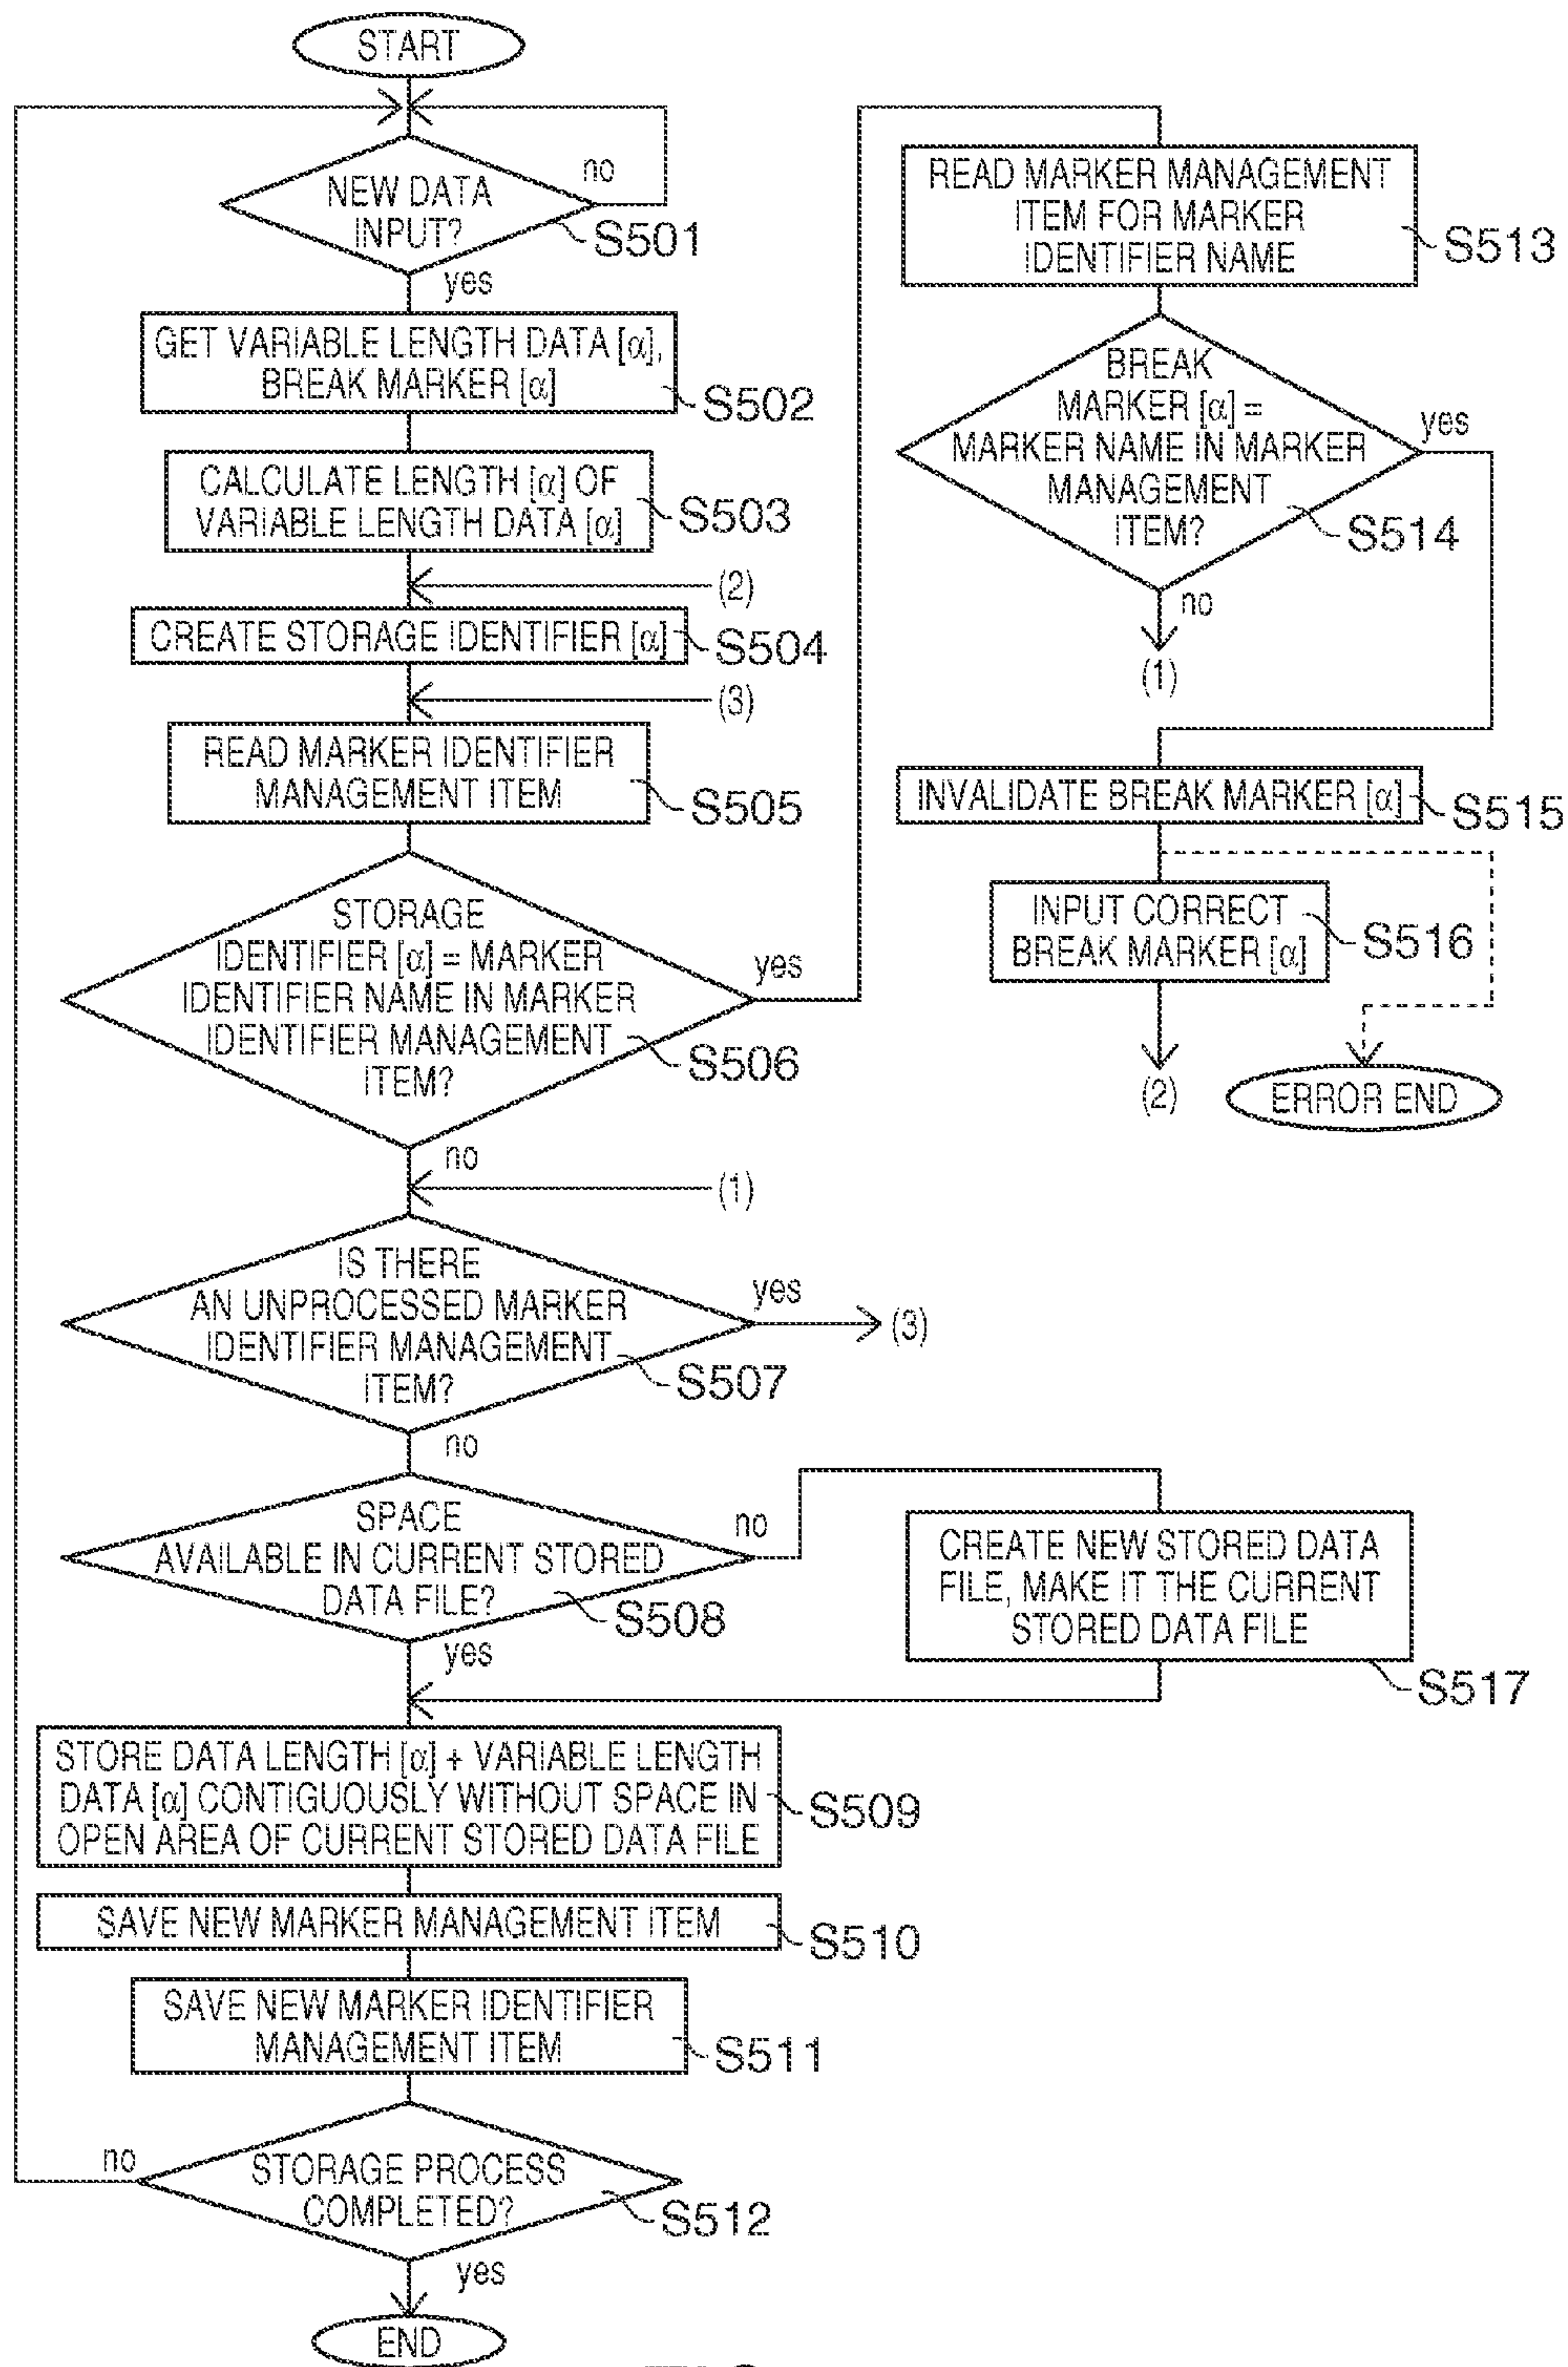 START
NEW DATA
INPUT?
no
S501
yes
GET VARIABLE LENGTH DATA [α],
BREAK MARKER [α]
S502
CALCULATE LENGTH [α] OF
VARIABLE LENGTH DATA [α]
S503
(2)
CREATE STORAGE IDENTIFIER [α]
S504
(3)
READ MARKER IDENTIFIER
MANAGEMENT ITEM
S505
STORAGE
IDENTIFIER [α] = MARKER
IDENTIFIER NAME IN MARKER
IDENTIFIER MANAGEMENT
ITEM?
yes
S506
no
(1)
IS THERE
AN UNPROCESSED MARKER
IDENTIFIER MANAGEMENT
ITEM?
yes
(3)
S507
no
SPACE
AVAILABLE IN CURRENT STORED
DATA FILE?
no
S508
yes
STORE DATA LENGTH [α] + VARIABLE LENGTH
DATA [α] CONTIGUOUSLY WITHOUT SPACE IN
OPEN AREA OF CURRENT STORED DATA FILE
S509
SAVE NEW MARKER MANAGEMENT ITEM
S510
SAVE NEW MARKER IDENTIFIER
MANAGEMENT ITEM
S511
no
STORAGE PROCESS
COMPLETED?
S512
yes
END
READ MARKER MANAGEMENT
ITEM FOR MARKER
IDENTIFIER NAME
S513
BREAK
MARKER [α] =
MARKER NAME IN MARKER
MANAGEMENT
ITEM?
yes
S514
no
(1)
INVALIDATE BREAK MARKER [α]
S515
INPUT CORRECT
BREAK MARKER [α]
S516
(2)
ERROR END
CREATE NEW STORED DATA
FILE, MAKE IT THE CURRENT
STORED DATA FILE
S517